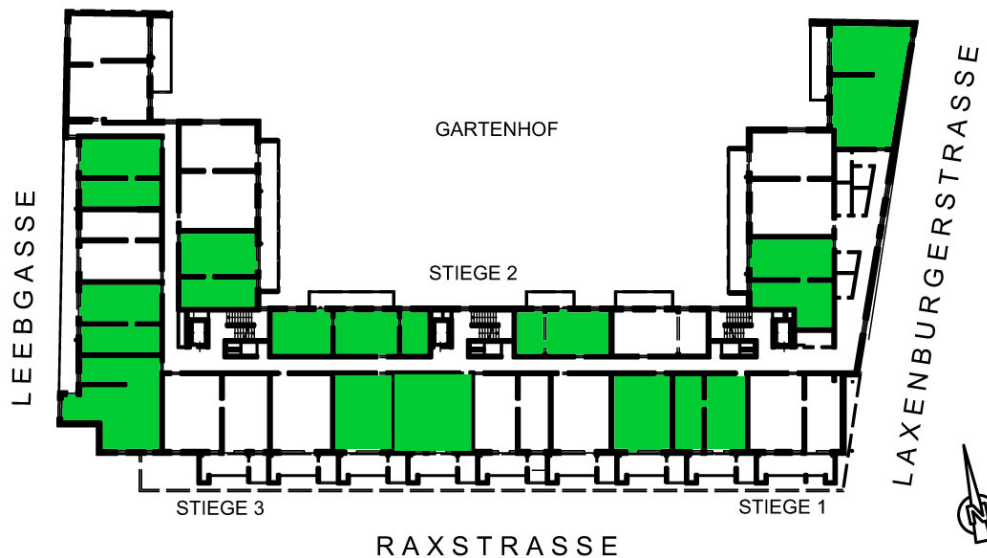 GARTENHOF
LEEBGASSE
LAXENBURGERSTRASSE
STIEGE 2
STIEGE 3
STIEGE 1
RAXSTRASSE
N